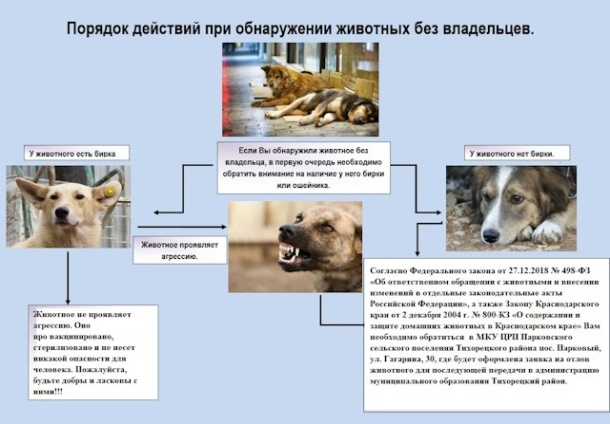 Порядок действий при обнаружении животных без владельцев.
Если Вы обнаружили животное без
владельца, в первую очередь необходимо
обратить внимание на наличие у него бирки
или ошейника.
У животного есть бирка
У животного нет бирки.
Животное проявляет
агрессию.
Животное не проявляет
агрессию. Оно
про вакцинировано,
стерилизовано и не несет
никакой опасности для
человека. Пожалуйста,
будьте добры и ласковы с
ними!!!
Согласно Федерального закона от 27.12.2018 № 498-ФЗ
«Об ответственном обращении с животными и внесении
изменений в отдельные законодательные акты
Российской Федерации», а также Закону Краснодарского
края от 2 декабря 2004 г. № 800-КЗ «О содержании и
защите домашних животных в Краснодарском крае» Вам
необходимо обратиться в МКУ ЦРП Парковского
сельского поселения Тихорецкого района пос. Парковый,
ул. Гагарина, 30, где будет оформлена заявка на отлов
животного для последующей передачи в администрацию
муниципального образования Тихорецкий район.